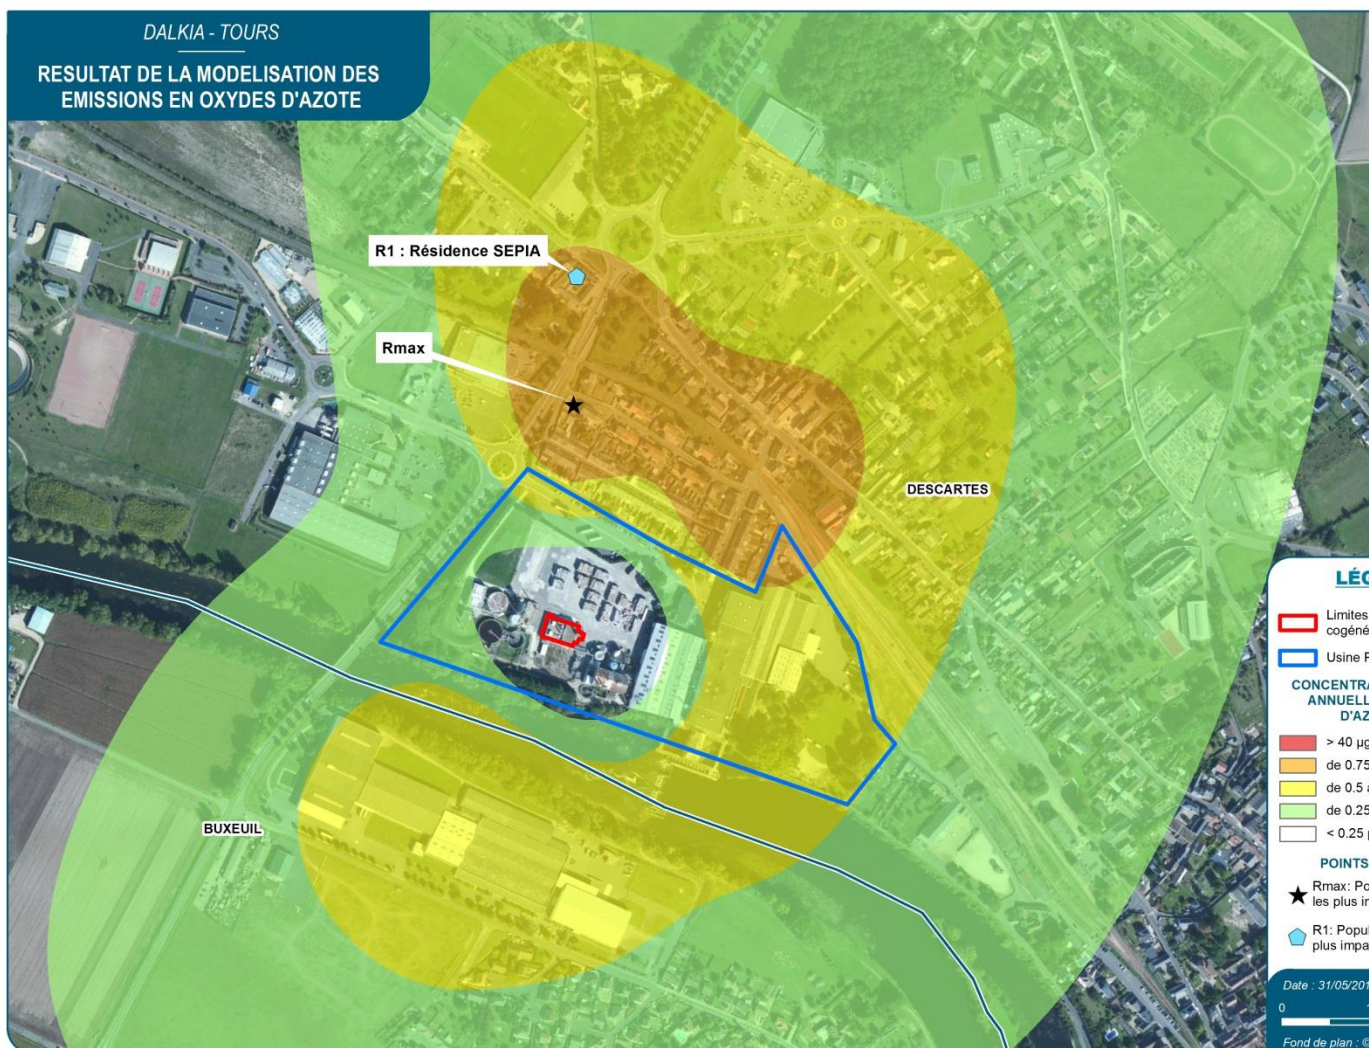 DALKIA - TOURS
RESULTAT DE LA MODELISATION DES
EMISSIONS EN OXYDES D'AZOTE
R1 : Résidence SEPIA
Rmax
DESCARTES
BUXEUIL
Limites
Usine
CONCENTRA
ANNUELL
D'AZ
> 40 µg
de 0.75
de 0.5
de 0.25
< 0.25
POINTS
Rmax: Po
les plus im
R1: Popul
plus impa
Date : 31/05/201
0
Fond de plan : ©